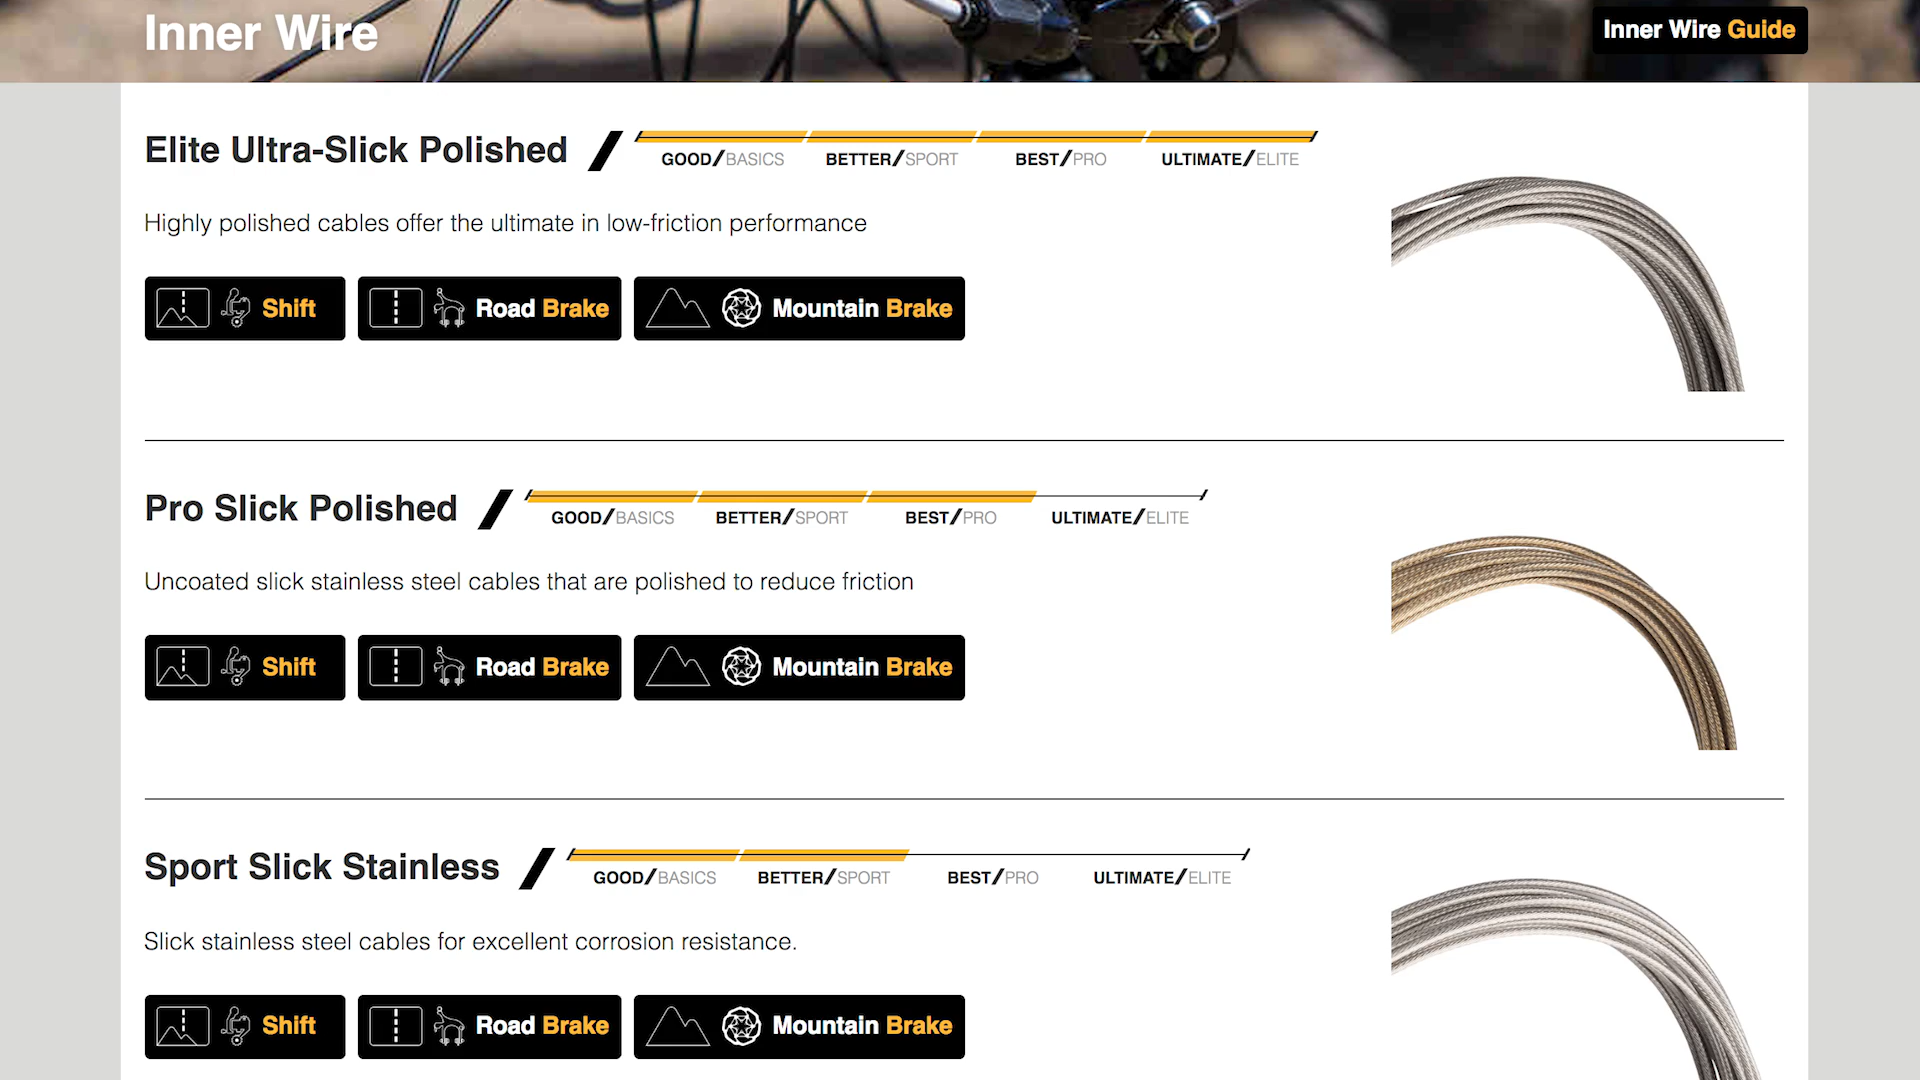 Inner Wire
Inner Wire Guide
Elite Ultra-Slick Polished
GOOD/BASICS BETTER/SPORT BEST/PRO ULTIMATE/ELITE
Highly polished cables offer the ultimate in low-friction performance
Shift Road Brake Mountain Brake
Pro Slick Polished
GOOD/BASICS BETTER/SPORT BEST/PRO ULTIMATE/ELITE
Uncoated slick stainless steel cables that are polished to reduce friction
Shift Road Brake Mountain Brake
Sport Slick Stainless
GOOD/BASICS BETTER/SPORT BEST/PRO ULTIMATE/ELITE
Slick stainless steel cables for excellent corrosion resistance.
Shift Road Brake Mountain Brake